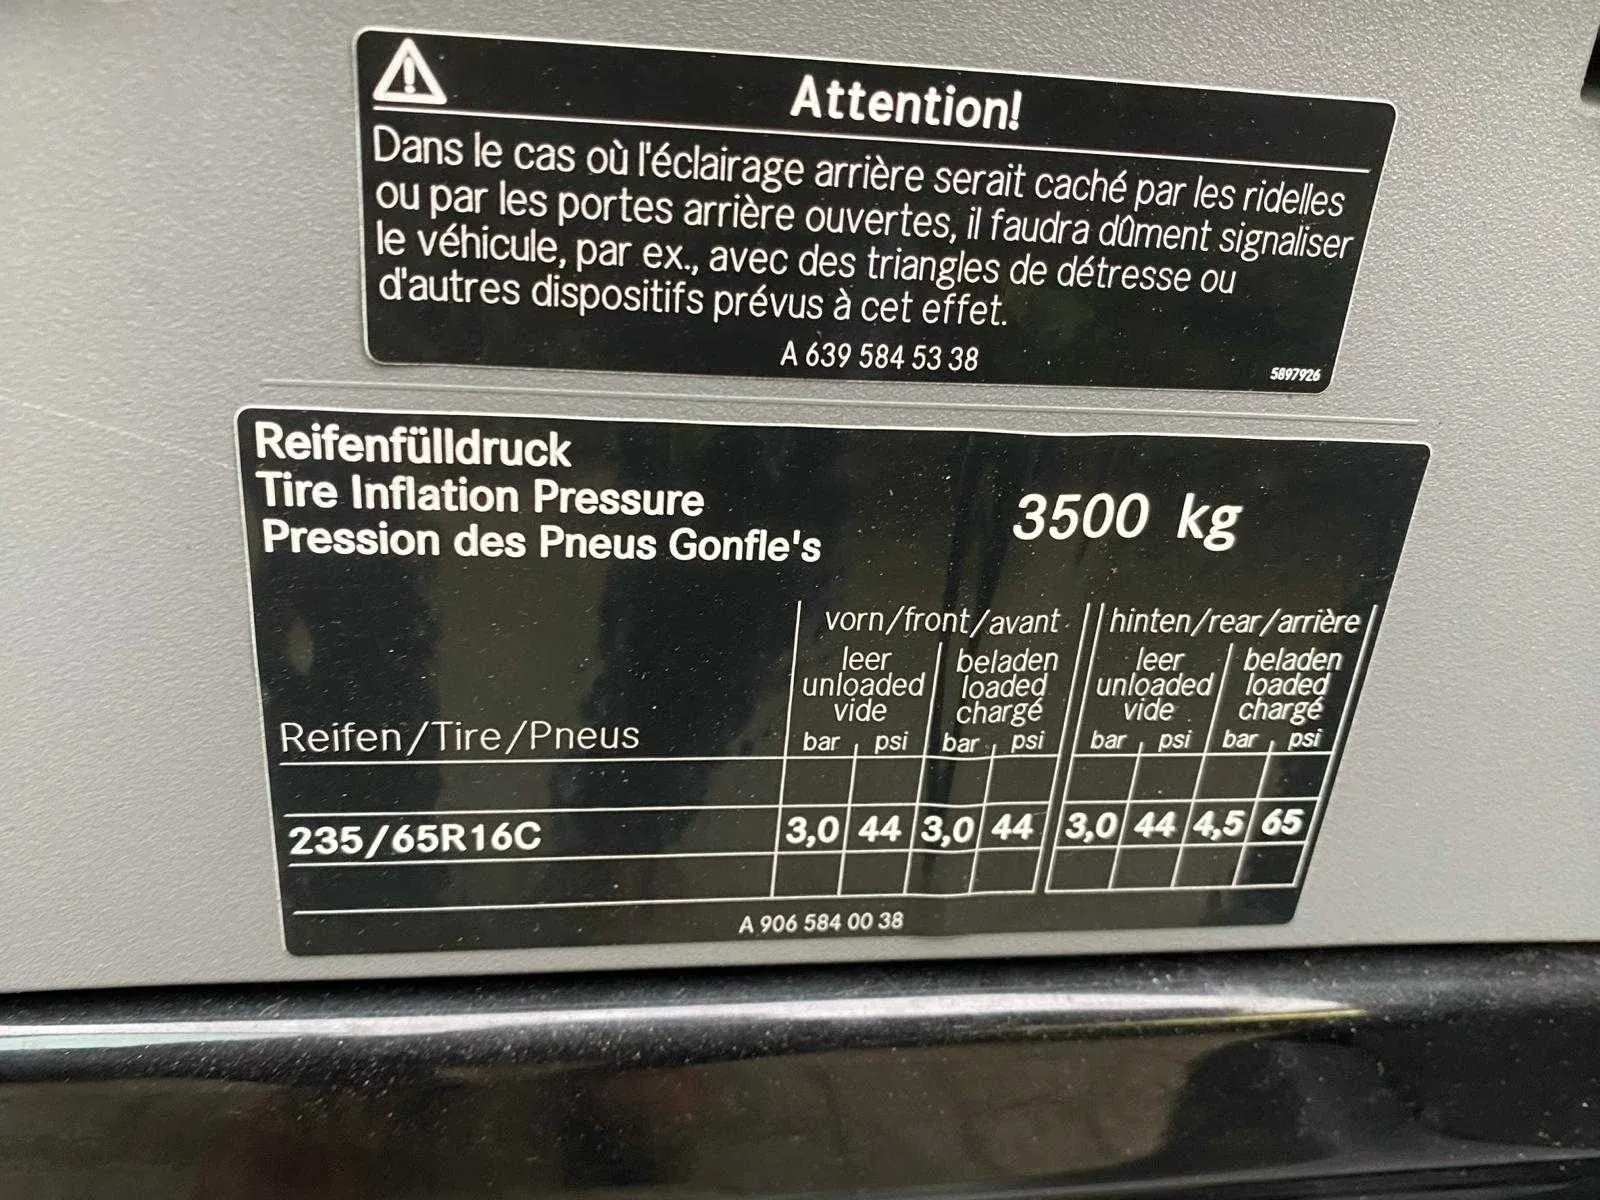 Attention!
Dans le cas où l'éclairage arrière serait caché par les ridelles
ou par les portes arrière ouvertes, il faudra dûment signaliser
le véhicule, par ex., avec des triangles de détresse ou
d'autres dispositifs prévus à cet effet.
A 639 584 53 38
5897926
Reifenfülldruck
Tire Inflation Pressure
Pression des Pneus Gonfle's
3500 kg
vorn/front/avant hinten/rear/arrière
leer beladen leer beladen
unloaded loaded unloaded loaded
vide chargé vide chargé
Reifen/Tire/Pneus bar psi bar psi bar psi bar psi
235/65R16C 3,0 44 3,0 44 3,0 44 4,5 65
A 906 584 00 38